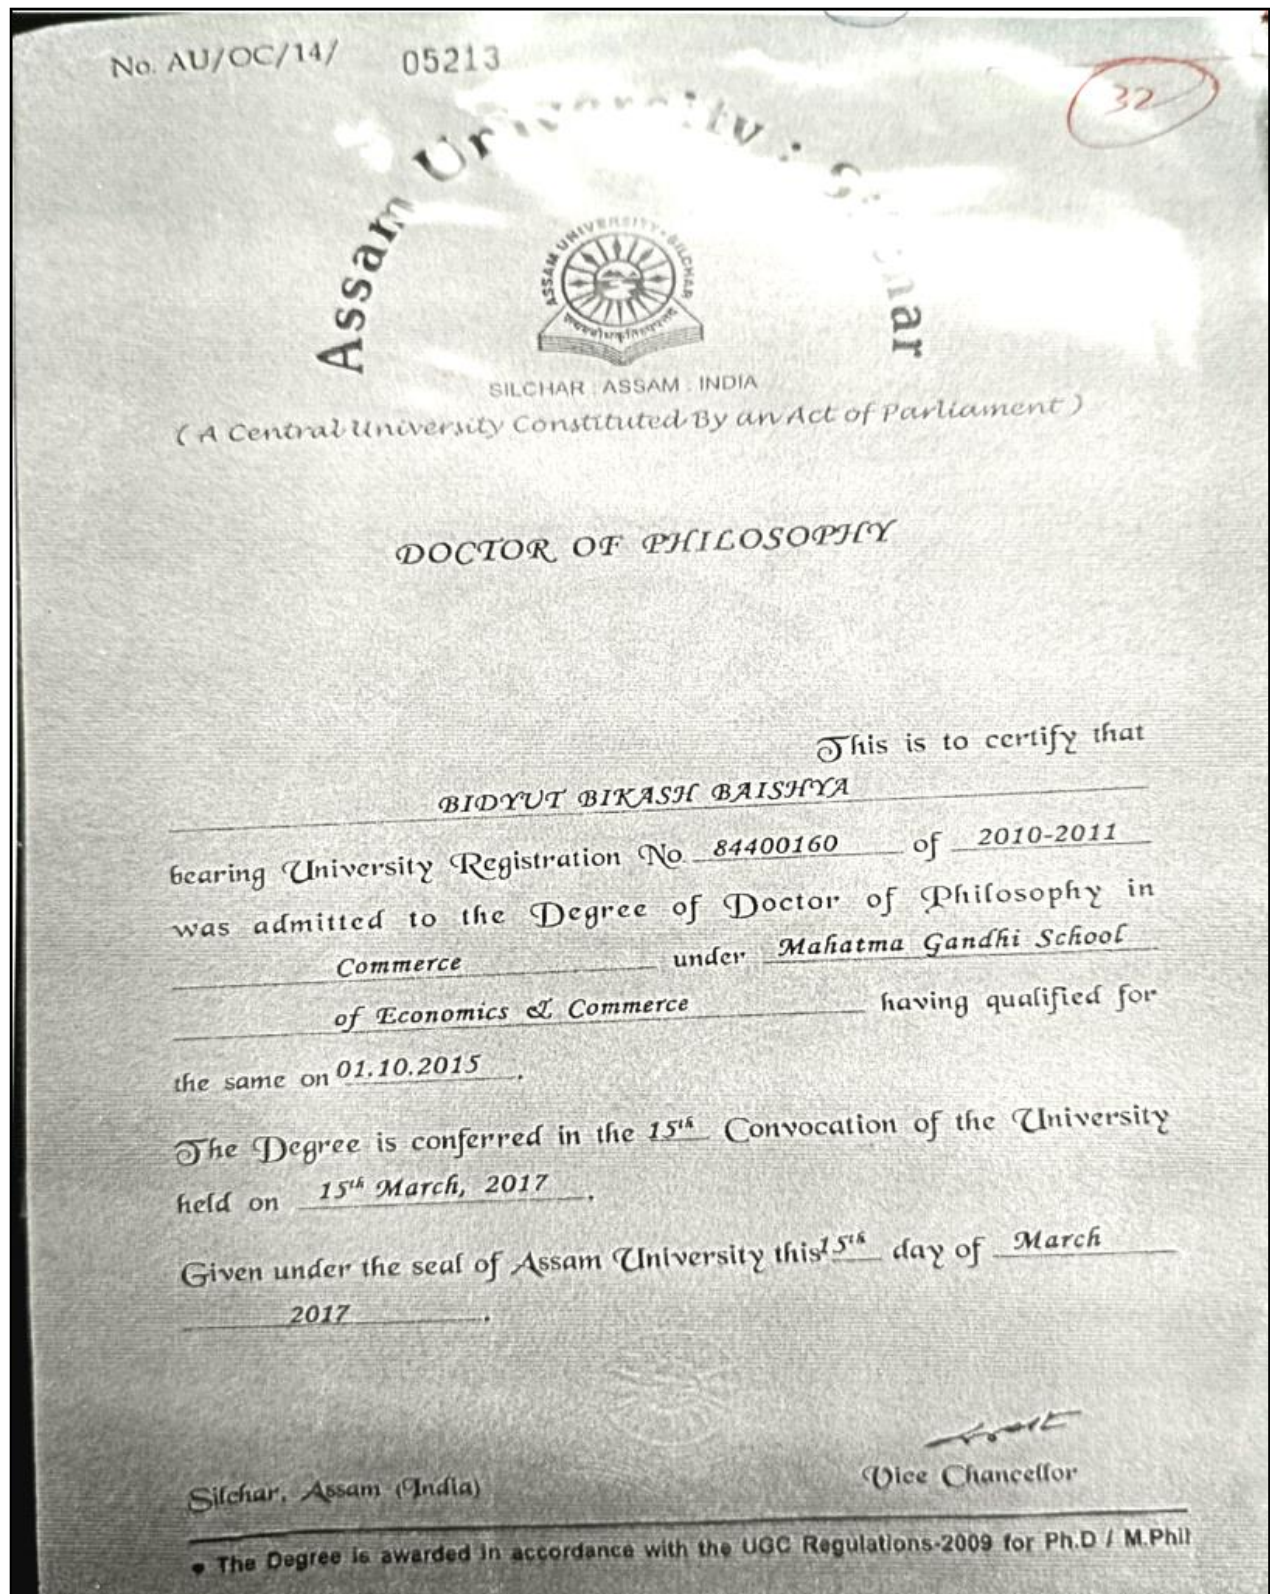 No. AU/OC/14/ 05213
32
Assam University : Silchar
ASSAM UNIVERSITY SILCHAR
SILCHAR : ASSAM : INDIA
( A Central University Constituted By an Act of Parliament )
DOCTOR OF PHILOSOPHY
This is to certify that
BIDYUT BIKASH BAISHYA
bearing University Registration No 84400160 of 2010-2011
was admitted to the Degree of Doctor of Philosophy in
Commerce under Mahatma Gandhi School
of Economics & Commerce having qualified for
the same on 01.10.2015.
The Degree is conferred in the 15th Convocation of the University
held on 15th March, 2017.
Given under the seal of Assam University this 15th day of March
2017.
Vice Chancellor
Silchar, Assam (India)
• The Degree is awarded in accordance with the UGC Regulations-2009 for Ph.D / M.Phil